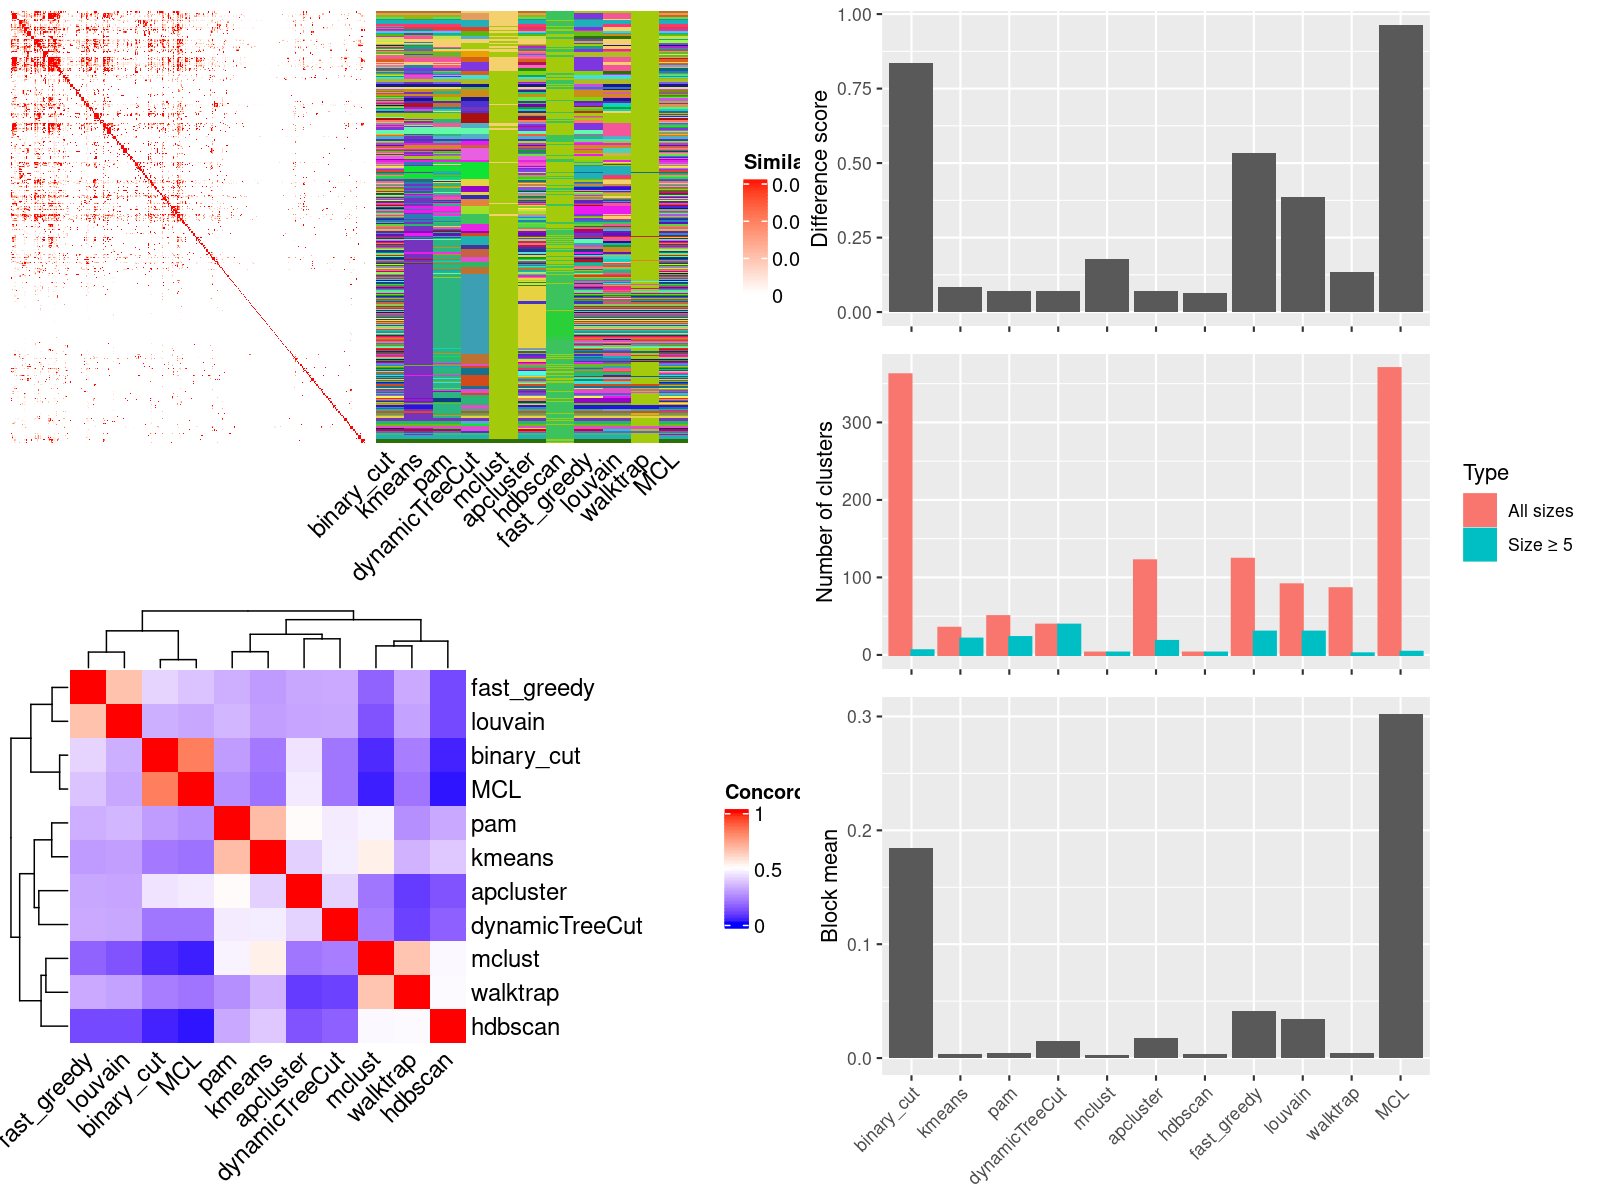 Simila
0.0
0.0
0.0
0
binary_cut
kmeans
pam
dynamicTreeCut
mclust
apcluster
hdbscan
fast_greedy
louvain
walktrap
MCL
fast_greedy
louvain
binary_cut
MCL
pam
kmeans
apcluster
dynamicTreeCut
mclust
walktrap
hdbscan
fast_greedy
louvain
binary_cut
MCL
pam
kmeans
apcluster
dynamicTreeCut
mclust
walktrap
hdbscan
Concord
1
0.5
0
Difference score
1.00
0.75
0.50
0.25
0.00
Number of clusters
300
200
100
0
Type
All sizes
Size ≥ 5
Block mean
0.3
0.2
0.1
0.0
binary_cut
kmeans
pam
dynamicTreeCut
mclust
apcluster
hdbscan
fast_greedy
louvain
walktrap
MCL